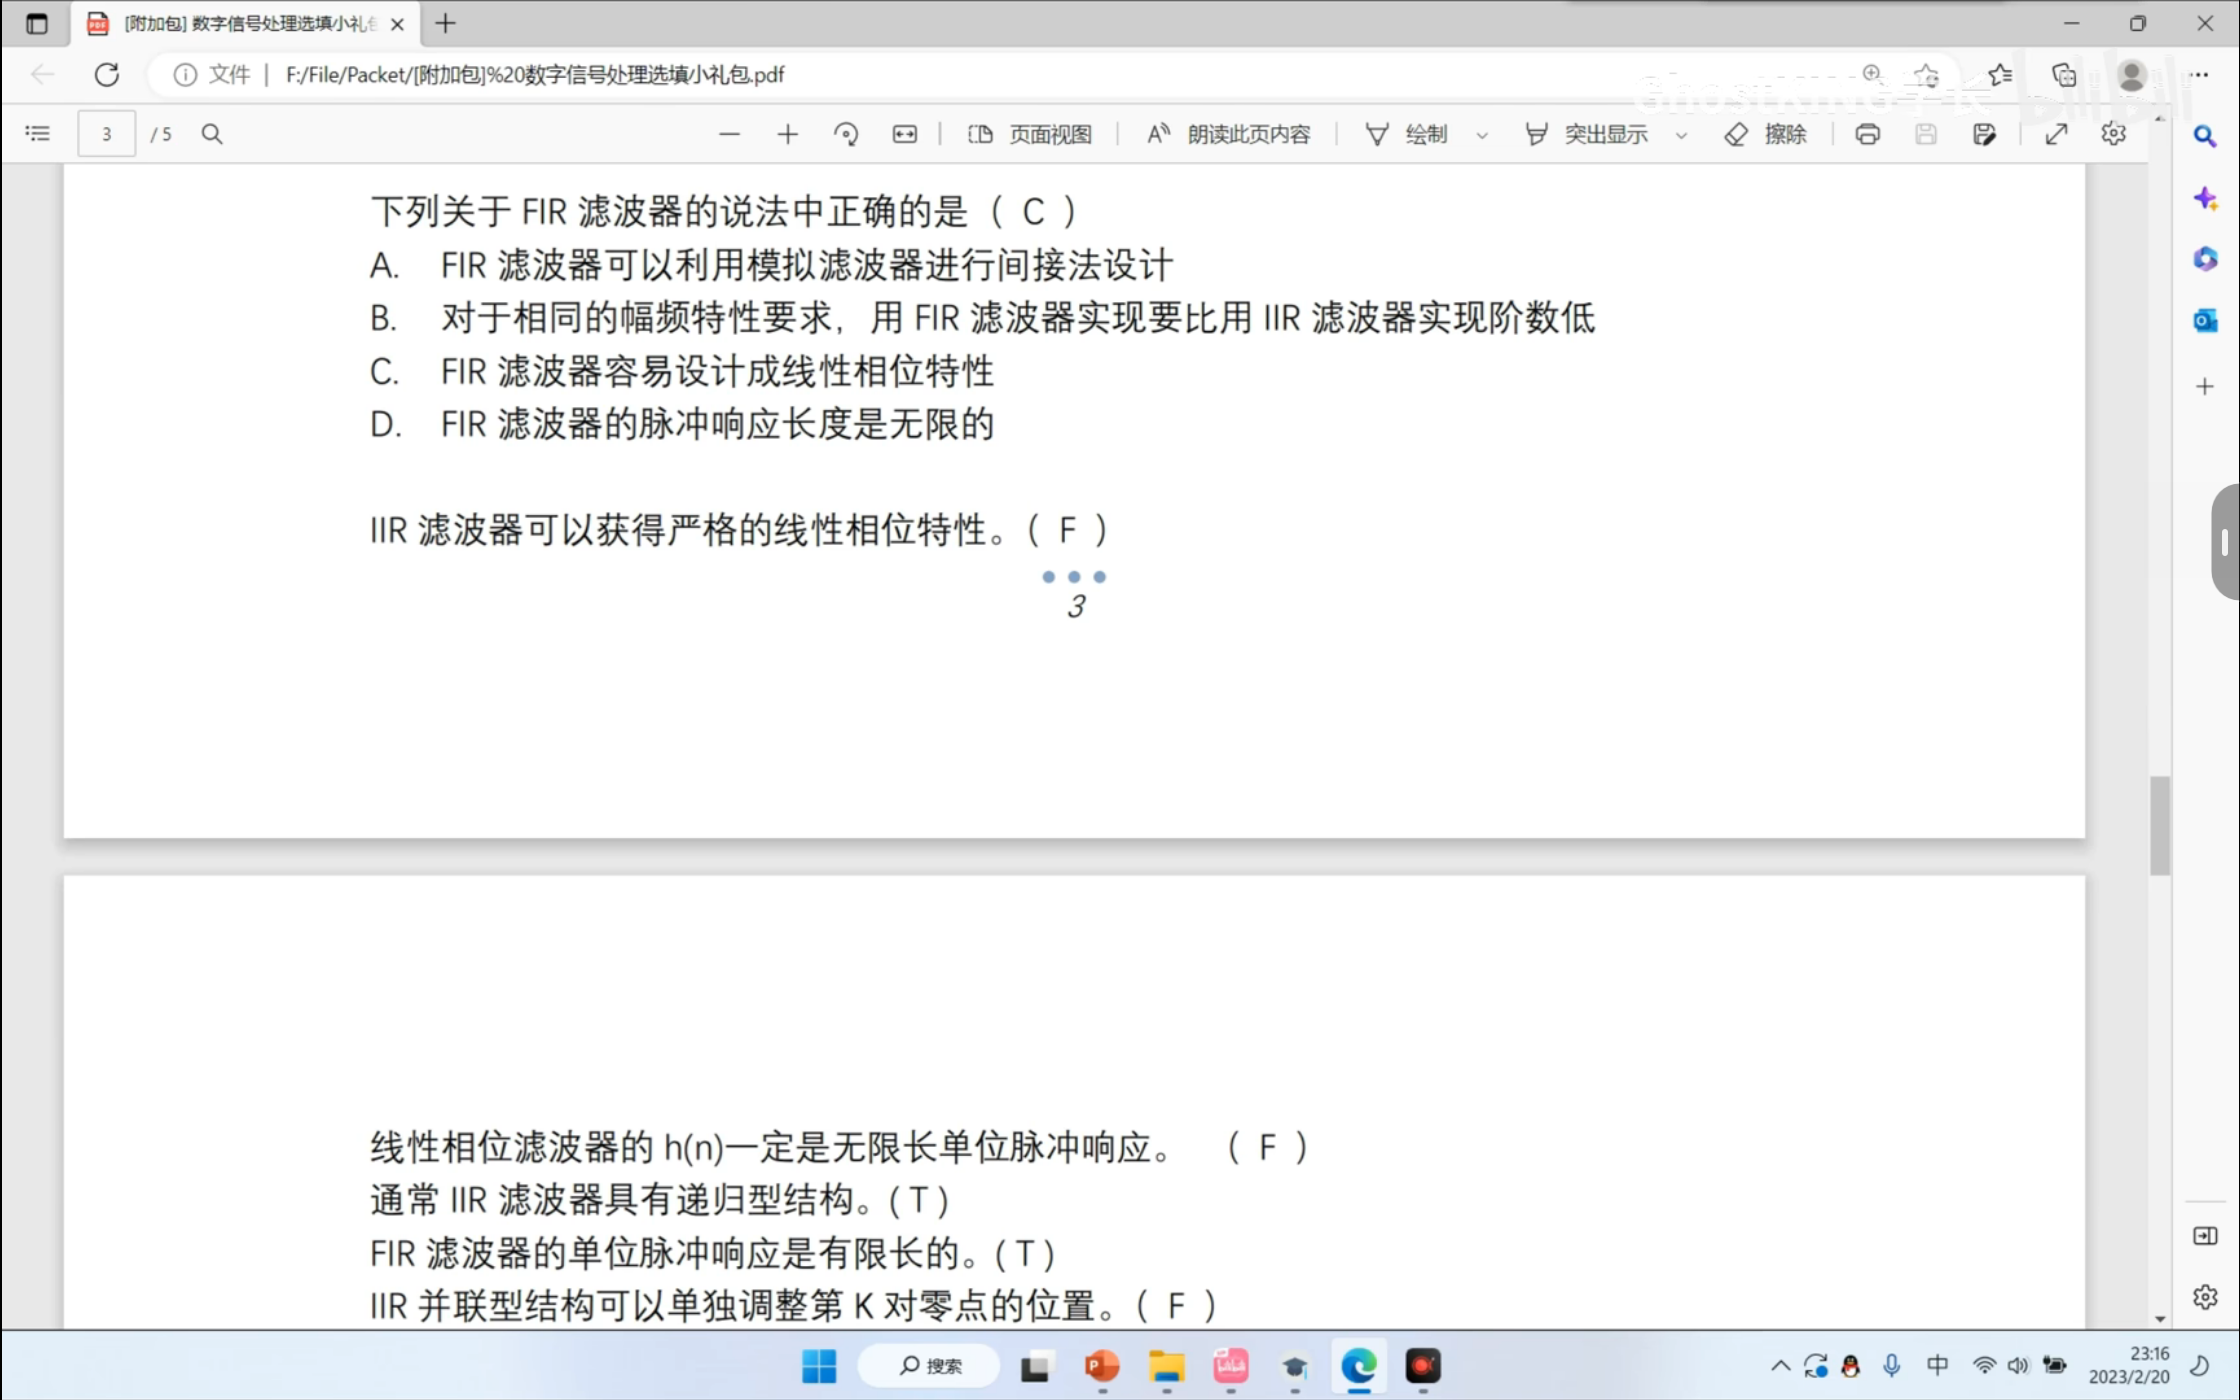 [附加包] 数字信号处理选填小礼包
文件 | F:/File/Packet/[附加包]%20数字信号处理选填小礼包.pdf
GhostKING学长
bilibili
3 / 5
页面视图
朗读此页内容
绘制
突出显示
擦除
下列关于 FIR 滤波器的说法中正确的是（ C ）
A. FIR 滤波器可以利用模拟滤波器进行间接法设计
B. 对于相同的幅频特性要求，用 FIR 滤波器实现要比用 IIR 滤波器实现阶数低
C. FIR 滤波器容易设计成线性相位特性
D. FIR 滤波器的脉冲响应长度是无限的
IIR 滤波器可以获得严格的线性相位特性。（ F ）
3
线性相位滤波器的 h(n)一定是无限长单位脉冲响应。 （ F ）
通常 IIR 滤波器具有递归型结构。( T )
FIR 滤波器的单位脉冲响应是有限长的。( T )
IIR 并联型结构可以单独调整第 K 对零点的位置。（ F ）
搜索
中
23:16
2023/2/20